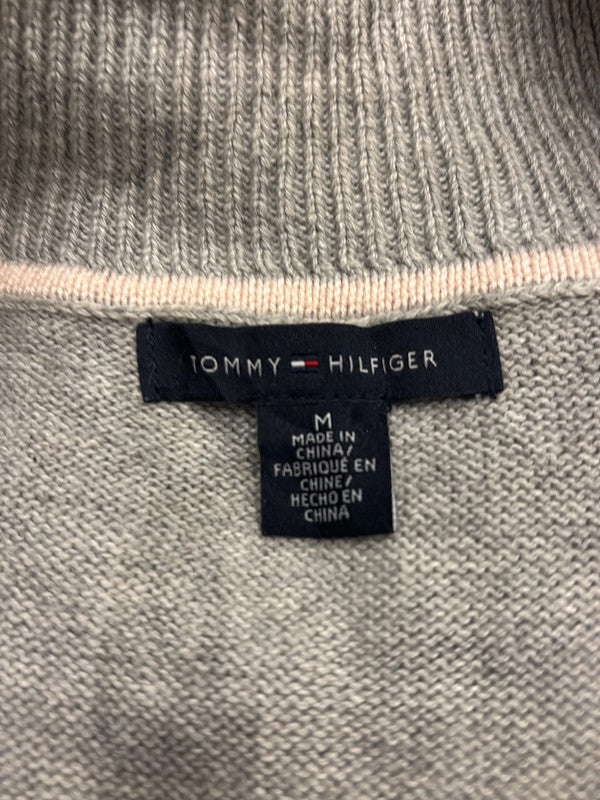 TOMMY HILFIGER
M
MADE IN
CHINA/
FABRIQUÉ EN
CHINE/
HECHO EN
CHINA